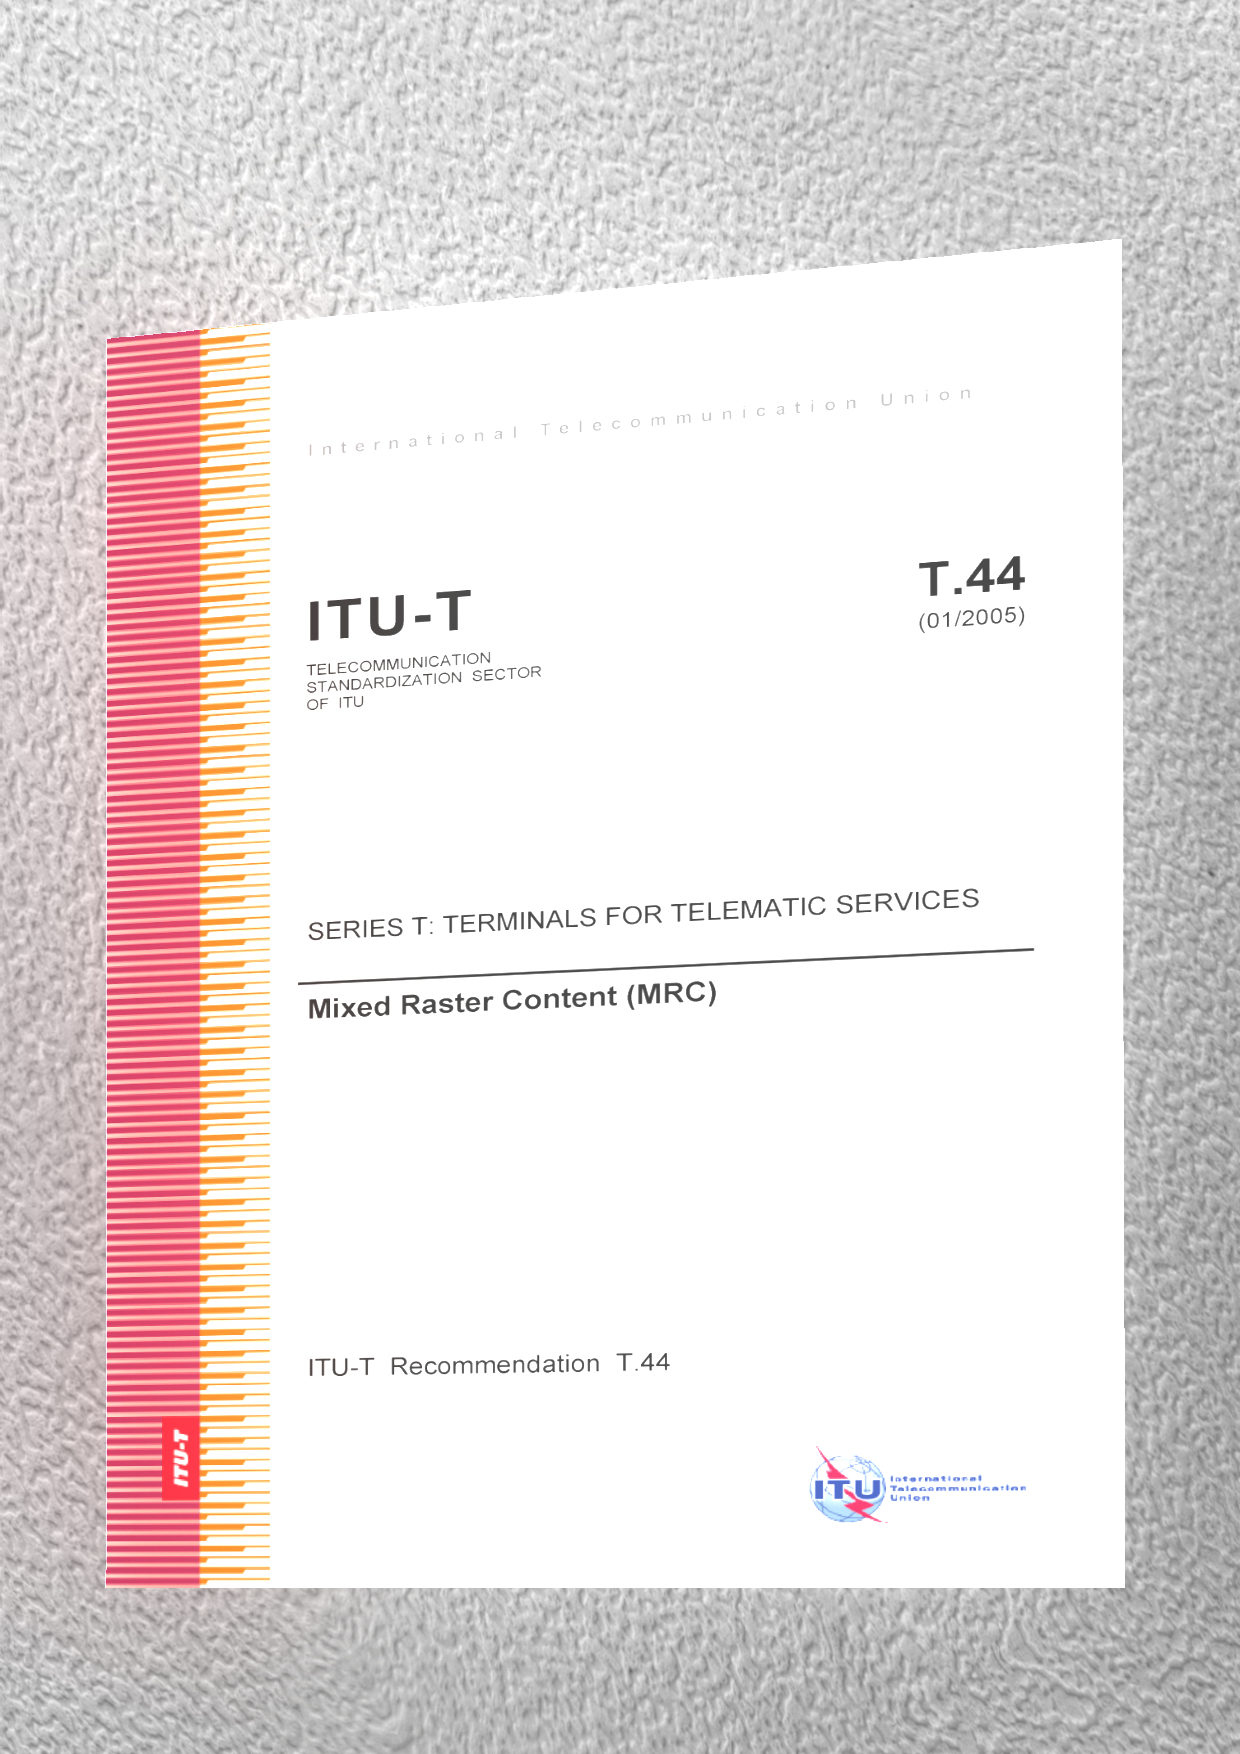 International Telecommunication Union
ITU-T
T.44
(01/2005)
TELECOMMUNICATION
STANDARDIZATION SECTOR
OF ITU
SERIES T: TERMINALS FOR TELEMATIC SERVICES
Mixed Raster Content (MRC)
ITU-T Recommendation T.44
ITU-T
ITU
International
Telecommunication
Union